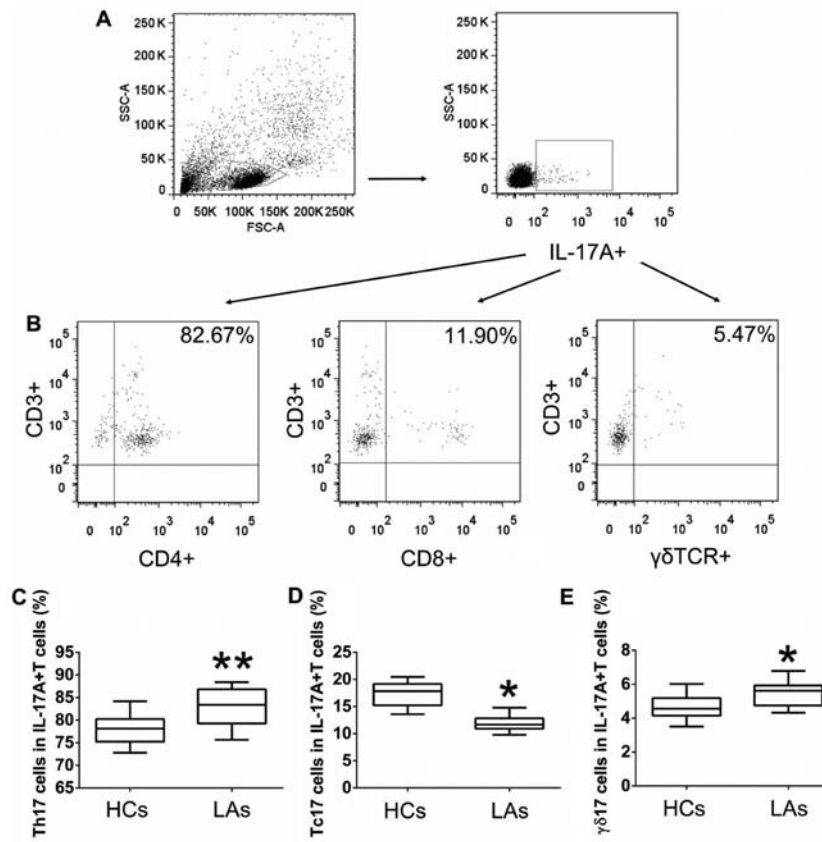 A
250K
200K
150K
100K
50K
0
SSC-A
0 50K 100K 150K 200K 250K
FSC-A
250K
200K
150K
100K
50K
0
SSC-A
0 10² 10³ 10⁴ 10⁵
IL-17A+
B
82.67%
10⁵
10⁴
10³
10²
0
CD3+
0 10² 10³ 10⁴ 10⁵
CD4+
11.90%
10⁵
10⁴
10³
10²
0
CD3+
0 10² 10³ 10⁴ 10⁵
CD8+
5.47%
10⁵
10⁴
10³
10²
0
CD3+
0 10² 10³ 10⁴ 10⁵
γδTCR+
C
Th17 cells in IL-17A+T cells (%)
95
90
85
80
75
70
65
**
HCs LAs
D
Tc17 cells in IL-17A+T cells (%)
25
20
15
10
5
0
*
HCs LAs
E
γδ17 cells in IL-17A+T cells (%)
8
6
4
2
0
*
HCs LAs